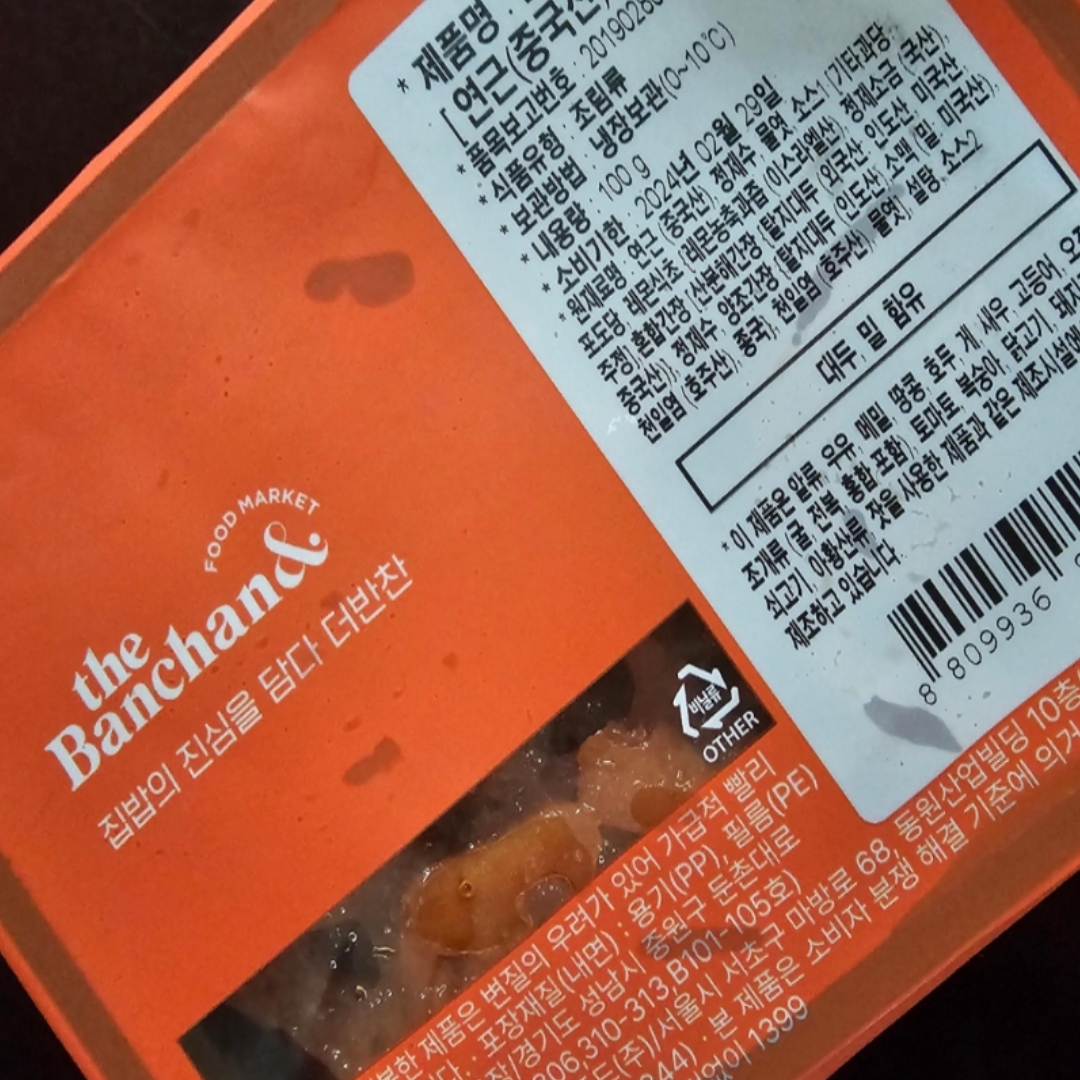 * 제품명 :
[ 연근(중국산)
* 품목보고번호 : 20190280
* 식품유형 : 조림류
* 보관방법 : 냉장보관(0~10℃)
* 내용량 : 100 g
* 소비기한 : 2024년 02월 29일
* 원재료명 : 연근 (중국산), 정제수, 물엿, 소스1 [기타과당,
포도당, 레몬식초 (레몬농축과즙 (이스라엘산), 정제소금 (국산),
주정), 혼합간장 [산분해간장 (탈지대두 (외국산: 인도산, 미국산,
중국산), 정제수, 양조간장 (탈지대두 (인도산), 소맥 (밀: 미국산),
천일염 (호주산), 중국), 천일염 (호주산), 물엿], 설탕, 소스2
대두, 밀 함유
* 이 제품은 알류, 우유, 메밀, 땅콩, 호두, 게, 새우, 고등어, 오징
조개류 (굴, 전복, 홍합 포함), 토마토, 복숭아, 닭고기, 돼지
쇠고기, 아황산류, 잣을 사용한 제품과 같은 제조시설에
제조하고 있습니다.
8 809936
FOOD MARKET
the
Banchan&
집밥의 진심을 담다 더반찬
비닐류
OTHER
제품은 변질의 우려가 있어 가급적 빨리
포장재질(내면) : 용기(PP), 필름(PE)
경기도 성남시 중원구 둔촌대로
306,310-313,B101-105호)
(주)/서울시 서초구 마방로 68, 동원산업빌딩 10층
본 제품은 소비자 분쟁 해결 기준에 의거
없이 1399